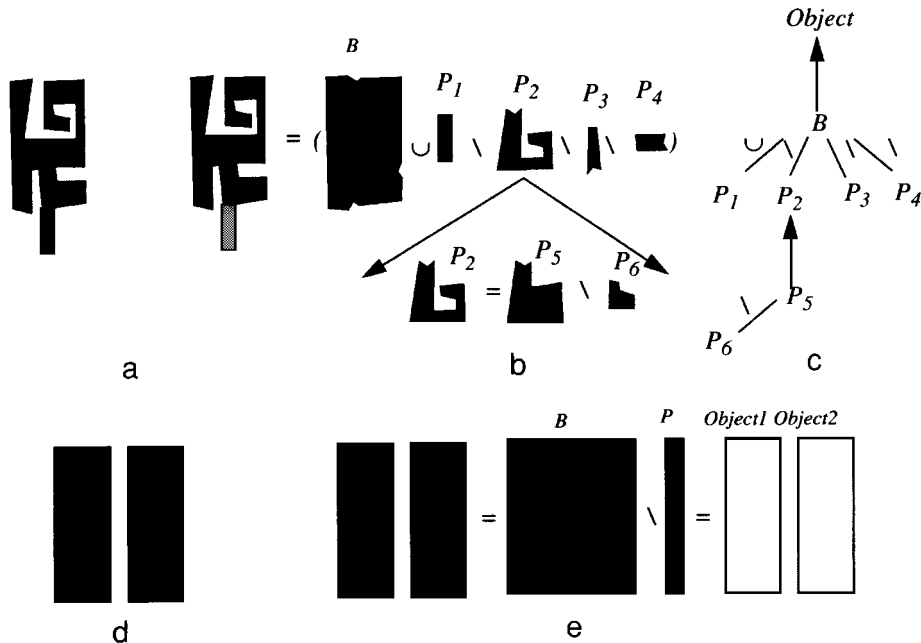 B
P1 P2 P3 P4
= ( ∪ \ \ \ )
P2 P5 P6
= \
Object
B
∪ \ \ \
P1 P2 P3 P4
P5
\
P6
a b c
B P Object1 Object2
= \ =
d e